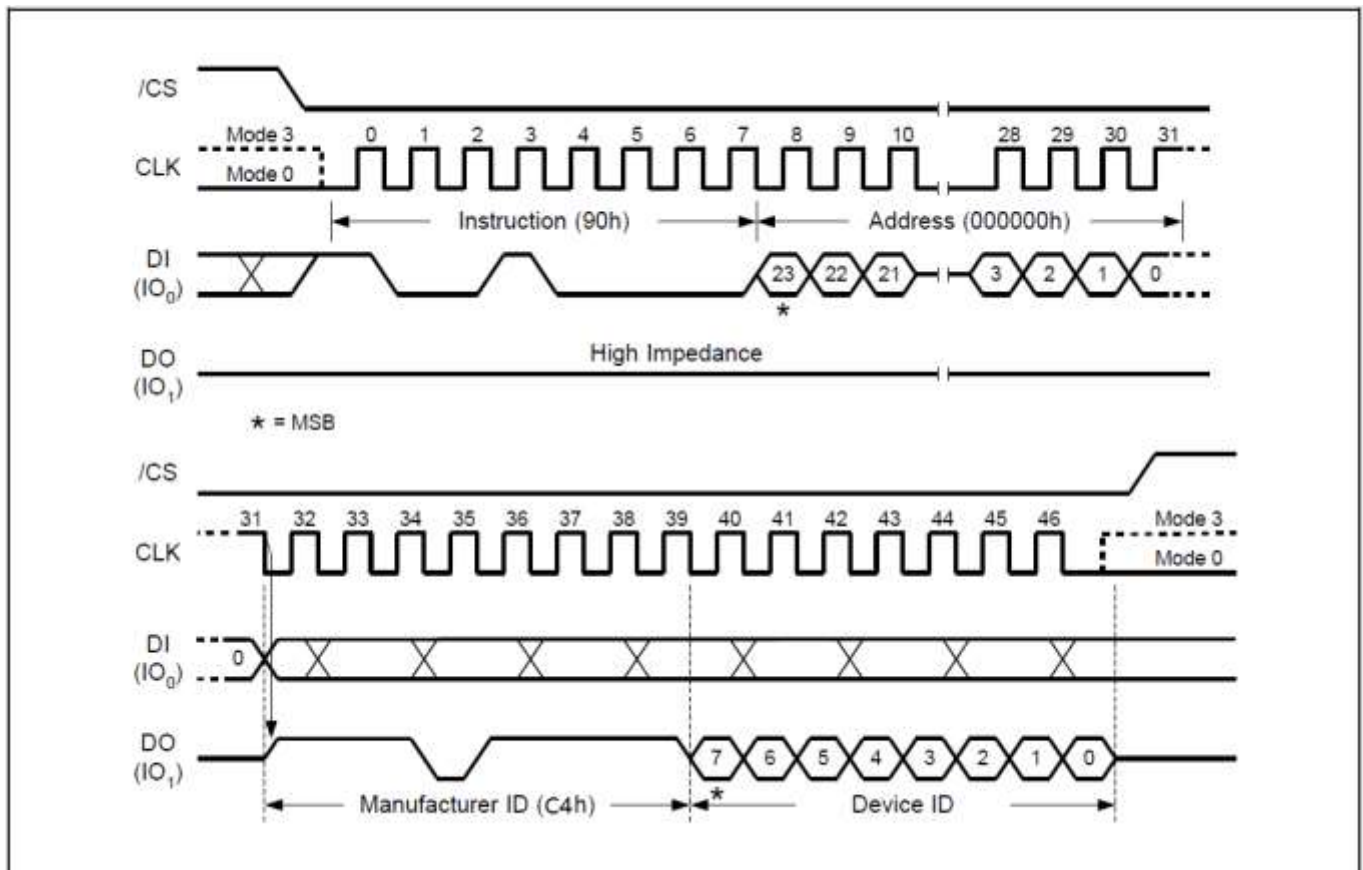 /CS
Mode 3 0 1 2 3 4 5 6 7 8 9 10 28 29 30 31
CLK
Mode 0
Instruction (90h) Address (000000h)
DI
(IO0) 23 22 21 3 2 1 0
*
High Impedance
DO
(IO1)
* = MSB
/CS
31 32 33 34 35 36 37 38 39 40 41 42 43 44 45 46 Mode 3
CLK
Mode 0
DI
(IO0) 0
DO
(IO1) 7 6 5 4 3 2 1 0
*
Manufacturer ID (C4h) Device ID